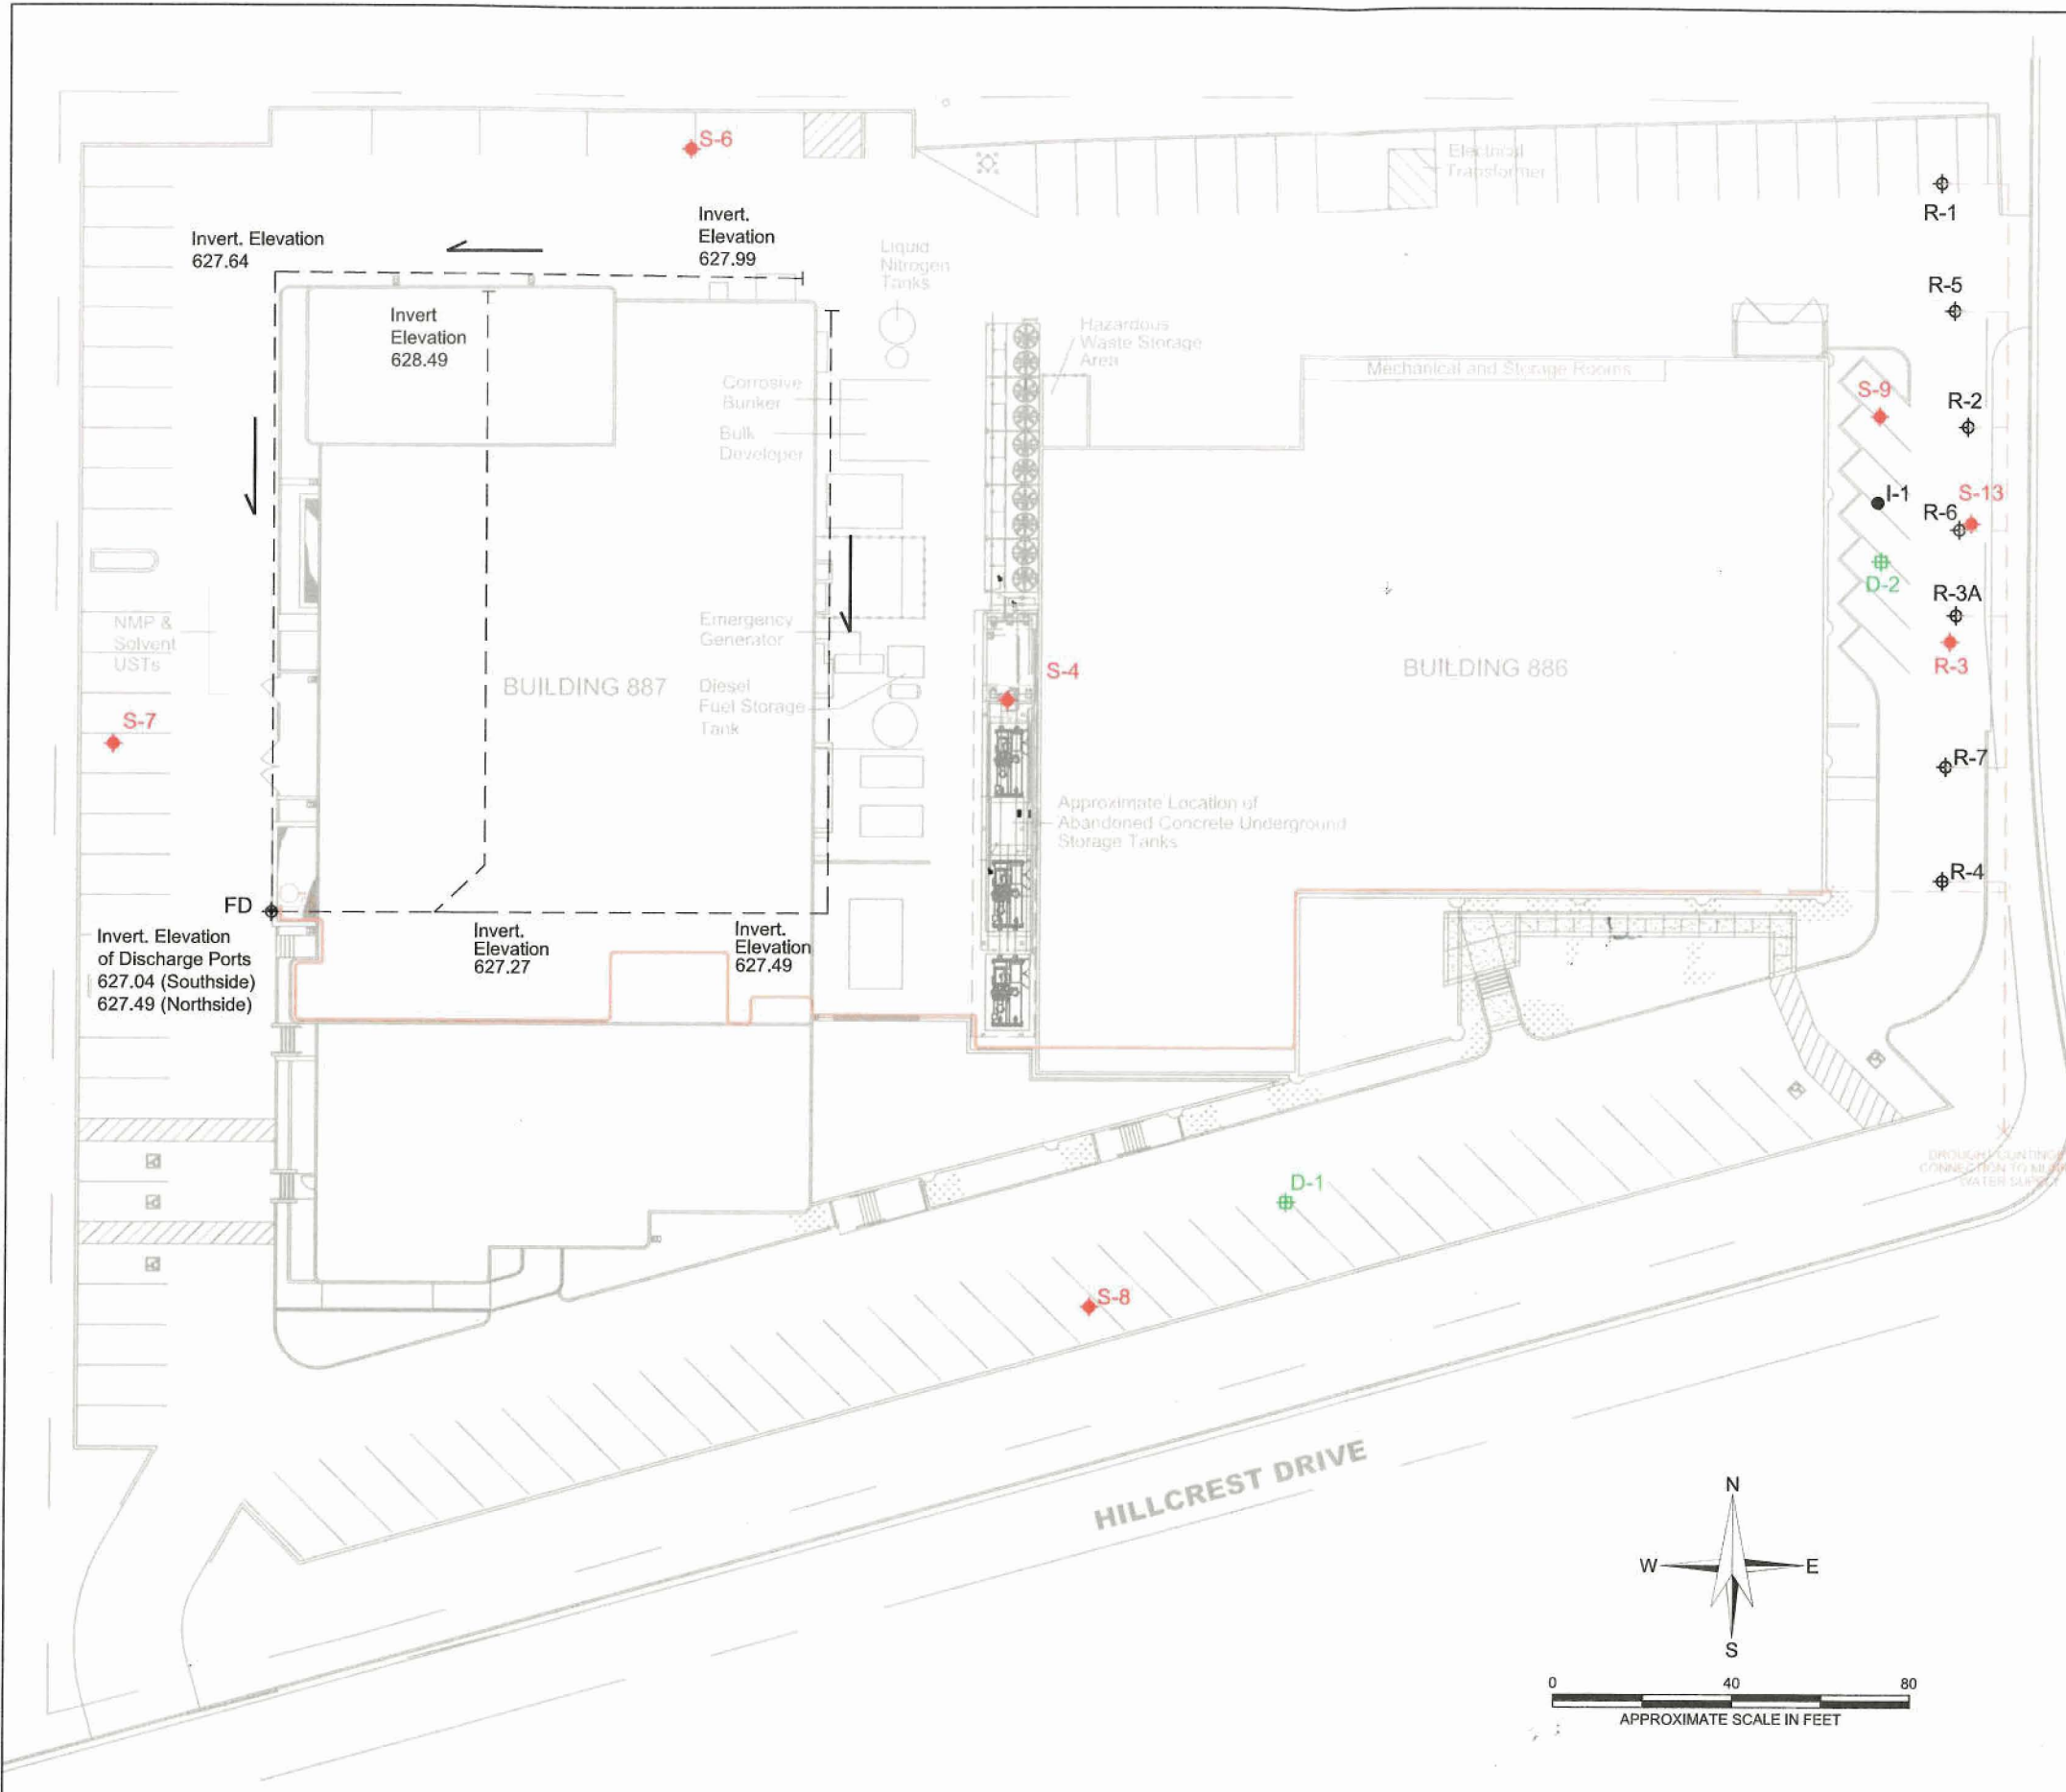 S-6
Electrical
Transformer
R-1
Invert. Elevation
627.64
Invert.
Elevation
627.99
Liquid
Nitrogen
Tanks
R-5
Invert
Elevation
628.49
Hazardous
Waste Storage
Area
Mechanical and Storage Rooms
Corrosive
Bunker
Bulk
Developer
S-9
R-2
I-1
S-13
R-6
D-2
R-3A
R-3
NMP &
Solvent
USTs
Emergency
Generator
BUILDING 887
Diesel
Fuel Storage
Tank
S-4
BUILDING 886
S-7
R-7
Approximate Location of
Abandoned Concrete Underground
Storage Tanks
R-4
FD
Invert. Elevation
of Discharge Ports
627.04 (Southside)
627.49 (Northside)
Invert.
Elevation
627.27
Invert.
Elevation
627.49
DROUGHT
CONNECTION TO
WATER
D-1
S-8
HILLCREST DRIVE
N
W
E
S
0 40 80
APPROXIMATE SCALE IN FEET